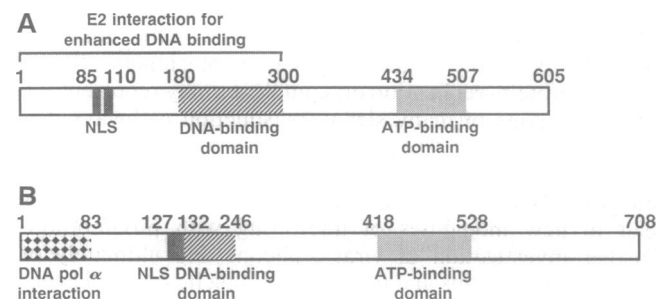 A
E2 interaction for
enhanced DNA binding
1 85 110 180 300 434 507 605
NLS DNA-binding domain ATP-binding domain
B
1 83 127 132 246 418 528 708
DNA pol α interaction NLS DNA-binding domain ATP-binding domain